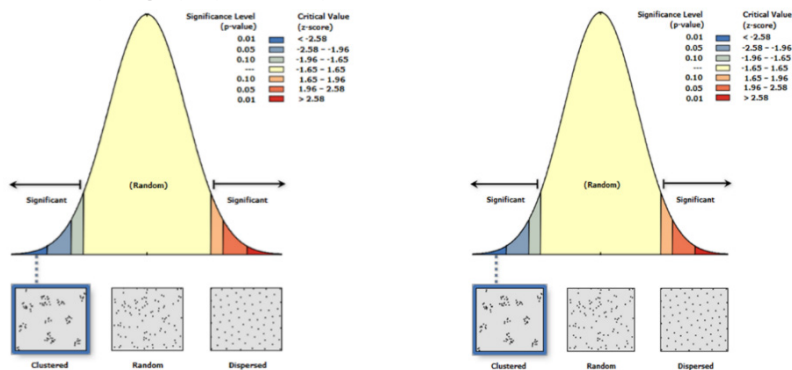 Significance Level Critical Value
(p-value) (z-score)
0.01 < -2.58
0.05 -2.58 – -1.96
0.10 -1.96 – -1.65
--- -1.65 – 1.65
0.10 1.65 – 1.96
0.05 1.96 – 2.58
0.01 > 2.58
(Random)
Significant Significant
Clustered Random Dispersed
Significance Level Critical Value
(p-value) (z-score)
0.01 < -2.58
0.05 -2.58 – -1.96
0.10 -1.96 – -1.65
--- -1.65 – 1.65
0.10 1.65 – 1.96
0.05 1.96 – 2.58
0.01 > 2.58
(Random)
Significant Significant
Clustered Random Dispersed